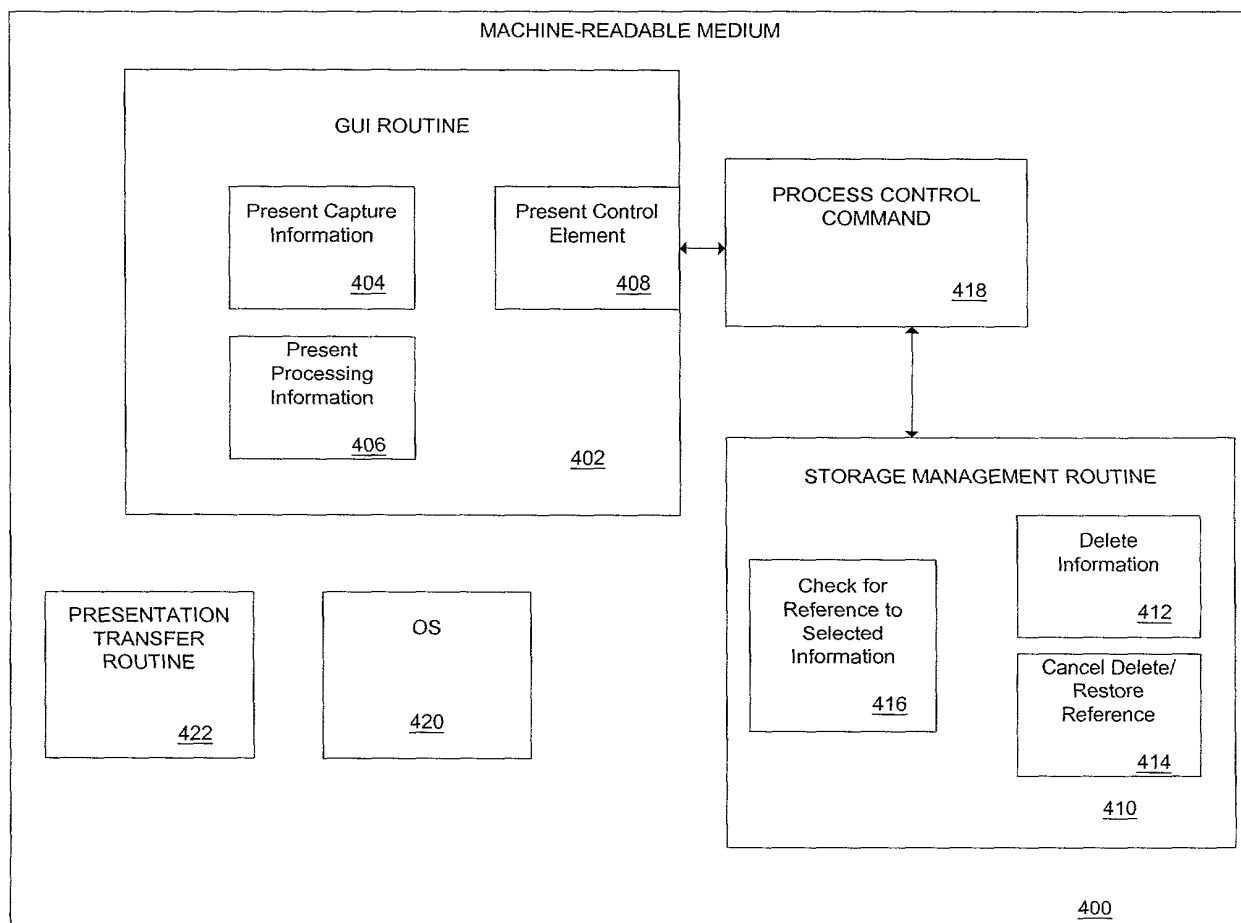 MACHINE-READABLE MEDIUM
GUI ROUTINE
Present Capture
Information
404
Present Control
Element
408
Present
Processing
Information
406
402
PROCESS CONTROL
COMMAND
418
STORAGE MANAGEMENT ROUTINE
Check for
Reference to
Selected
Information
416
Delete
Information
412
Cancel Delete/
Restore
Reference
414
410
PRESENTATION
TRANSFER
ROUTINE
422
OS
420
400